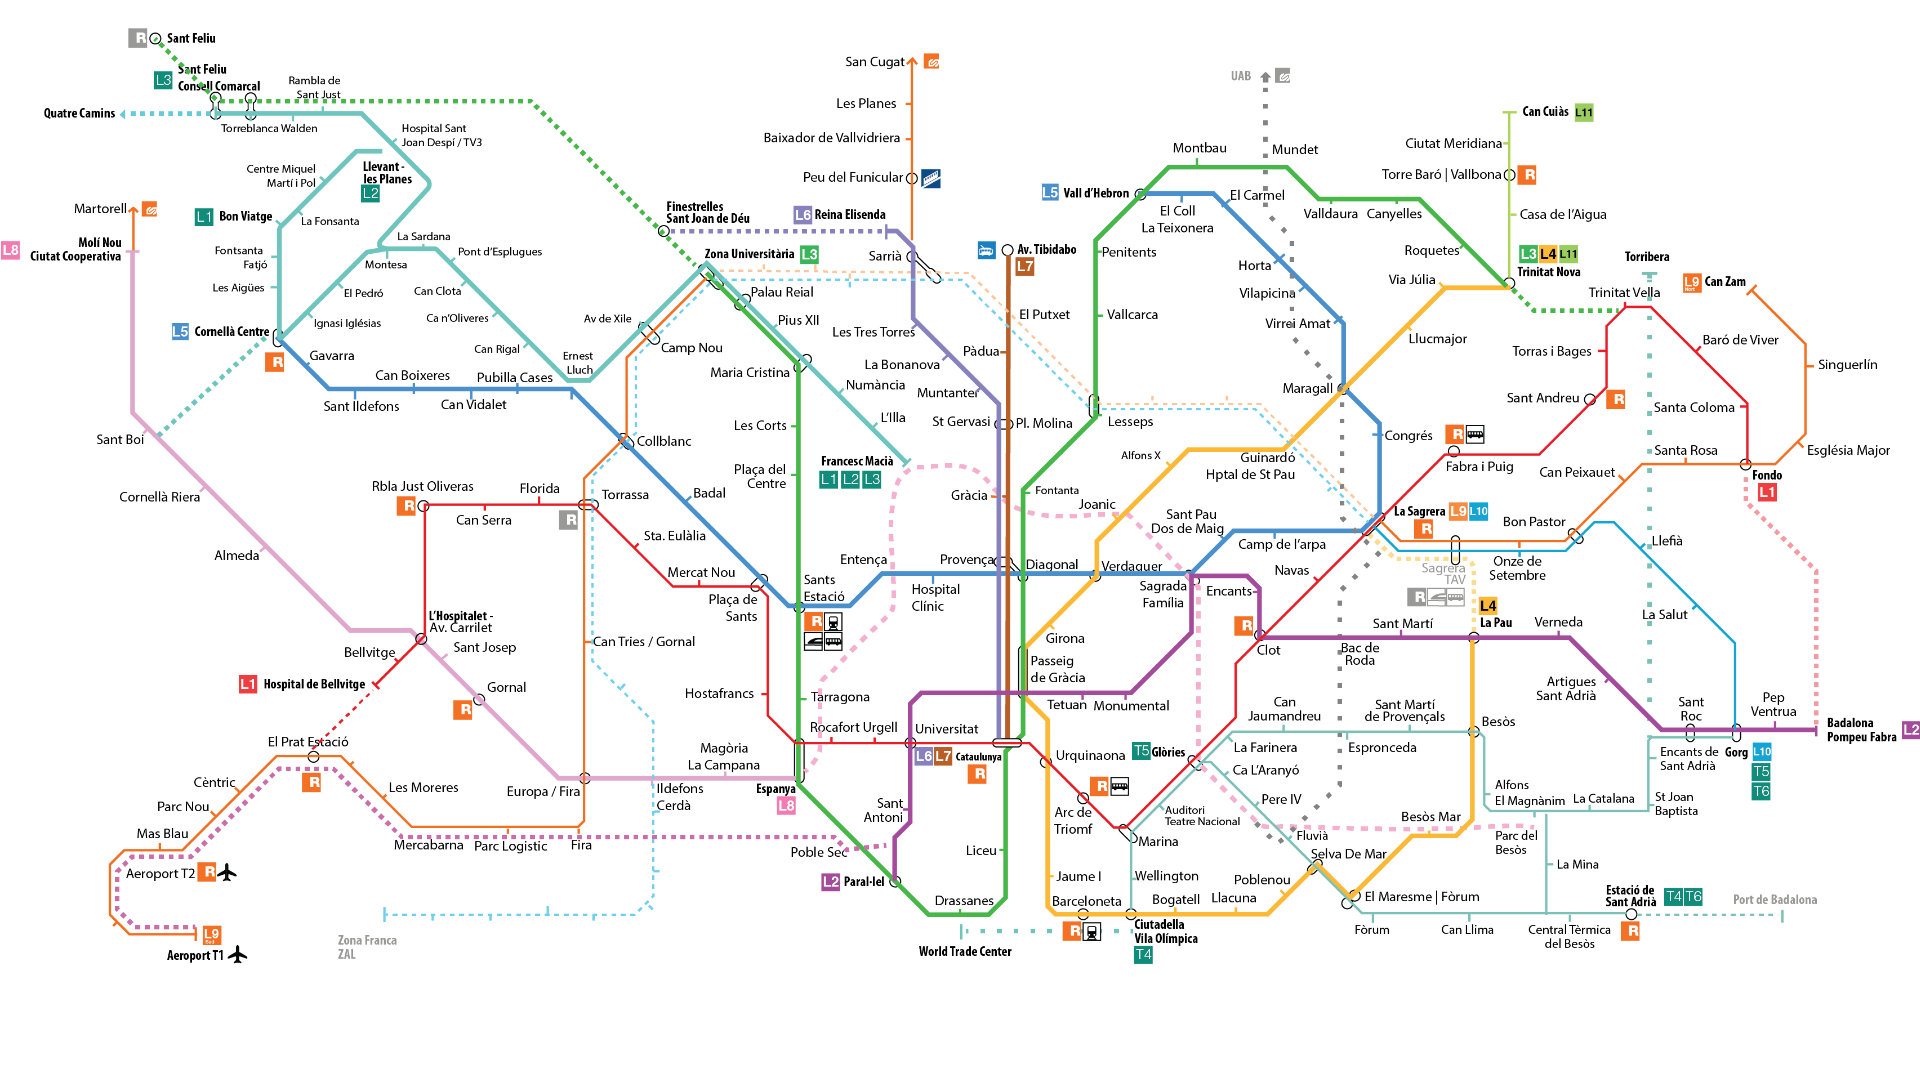 R Sant Feliu
L3 Sant Feliu
Consell Comarcal
Quatre Camins
Torreblanca Walden
Rambla de
Sant Just
Hospital Sant
Joan Despí / TV3
Centre Miquel
Martí i Pol
Llevant -
les Planes
L2
L1 Bon Viatge
La Fonsanta
Martorell
L8 Molí Nou
Ciutat Cooperativa
Fontsanta
Fatjó
Les Aigües
La Sardana
Montesa
Pont d'Esplugues
El Pedró
Can Clota
Ignasi Iglésias
Ca n'Oliveres
Can Rigal
Ernest
Lluch
Av de Xile
L5 Cornellà Centre
R
Gavarra
Sant Ildefons
Can Boixeres
Can Vidalet
Pubilla Cases
Collblanc
Camp Nou
Finestrelles
Sant Joan de Déu
Zona Universitària L3
Palau Reial
Pius XII
Maria Cristina
Numància
L'Illa
Francesc Macià
L1 L2 L3
Les Corts
Plaça del
Centre
Badal
L6 Reina Elisenda
Sarrià
Les Tres Torres
La Bonanova
Muntaner
St Gervasi
Pàdua
El Putxet
Pl. Molina
Gràcia
Provença
San Cugat
Les Planes
Baixador de Vallvidriera
Peu del Funicular
Av. Tibidabo
L7
UAB
L5 Vall d'Hebron
El Coll
La Teixonera
El Carmel
Montbau
Mundet
Valldaura
Canyelles
Roquetes
Horta
Vilapicina
Virrei Amat
Maragall
Congrés
Penitents
Vallcarca
Lesseps
Fontanta
Joanic
Alfons X
Guinardó
Hptal de St Pau
Llucmajor
Via Júlia
Can Cuiàs L11
Ciutat Meridiana
Torre Baró | Vallbona R
Casa de l'Aigua
L3 L4 L11
Trinitat Nova
Trinitat Vella
Torribera
L9 Nord Can Zam
Torras i Bages
Baró de Viver
Singuerlín
Sant Andreu R
Santa Coloma
Santa Rosa
Església Major
Can Peixauet
Fondo
L1
R
Fabra i Puig
La Sagrera L9 L10
R
Bon Pastor
Onze de
Setembre
Llefià
La Salut
Sagrera
TAV
R
Sant Pau
Dos de Maig
Camp de l'arpa
Navas
Diagonal
Verdaguer
Sagrada
Família
Encants
Entença
Hospital
Clínic
Sants
Estació
R
Sant Boi
Cornellà Riera
Almeda
Rbla Just Oliveras
R
Can Serra
Florida
Torrassa
R
Sta. Eulàlia
Mercat Nou
Plaça de
Sants
L'Hospitalet -
Av. Carrilet
Bellvitge
Sant Josep
Gornal
R
L1 Hospital de Bellvitge
Can Tries / Gornal
Hostafrancs
Tarragona
Rocafort Urgell
Universitat
L6 L7 Cataulunya
R
Magòria
La Campana
Ildefons
Cerdà
Europa / Fira
Espanya
L8
El Prat Estació
R
Cèntric
Parc Nou
Mas Blau
Aeroport T2 R
L9 Sud
Aeroport T1
Les Moreres
Mercabarna
Parc Logistic
Fira
Zona Franca
ZAL
Poble Sec
Sant
Antoni
L2 Paral·lel
Drassanes
Liceu
World Trade Center
Girona
Passeig
de Gràcia
Tetuan
Monumental
Urquinaona
R
Arc de
Triomf
Marina
Auditori
Teatre Nacional
Wellington
Jaume I
Barceloneta
R
Ciutadella
Vila Olímpica
T4
Bogatell
Llacuna
Poblenou
Selva De Mar
El Maresme | Fòrum
T5 Glòries
La Farinera
Ca L'Aranyó
Pere IV
Fluvià
Can
Jaumandreu
Espronceda
Sant Martí
de Provençals
Besòs
Besòs Mar
R
Clot
Bac de
Roda
Sant Martí
L4
La Pau
Verneda
Artigues
Sant Adrià
Sant
Roc
Pep
Ventrua
Badalona
Pompeu Fabra L2
Encants de
Sant Adrià
Gorg L10
T5
T6
Alfons
El Magnànim
La Catalana
St Joan
Baptista
Parc del
Besòs
La Mina
Fòrum
Can Llima
Central Tèrmica
del Besòs
Estació de
Sant Adrià
T4 T6
R
Port de Badalona